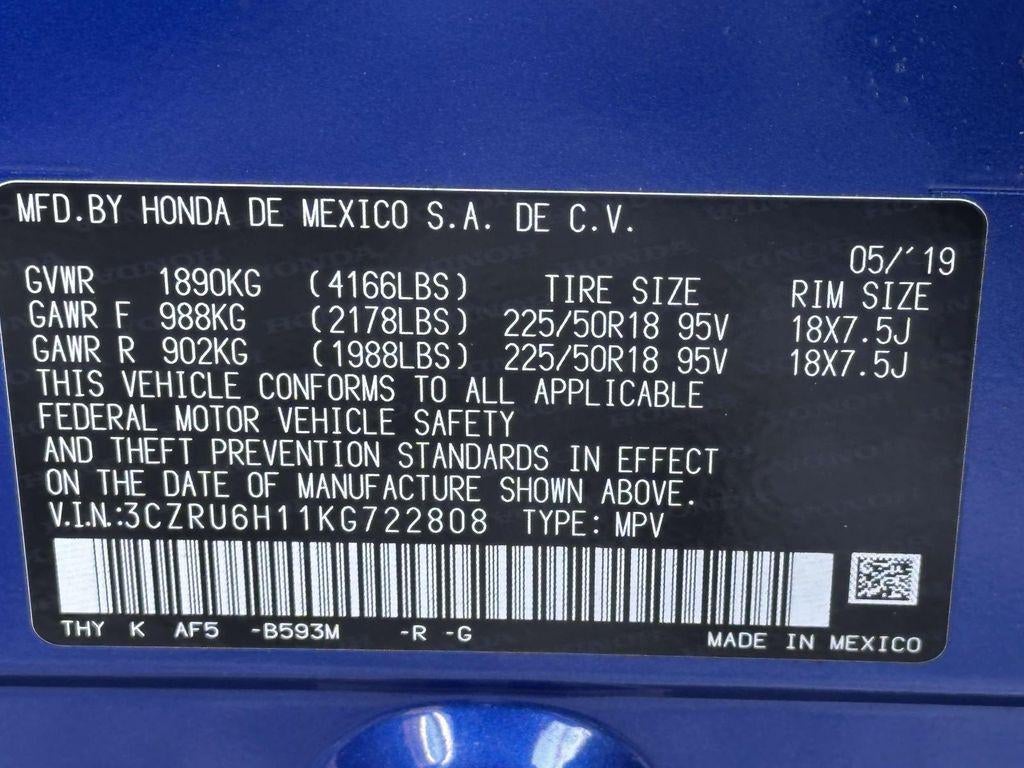 MFD.BY HONDA DE MEXICO S.A. DE C.V.
05/'19
GVWR 1890KG (4166LBS) TIRE SIZE RIM SIZE
GAWR F 988KG (2178LBS) 225/50R18 95V 18X7.5J
GAWR R 902KG (1988LBS) 225/50R18 95V 18X7.5J
THIS VEHICLE CONFORMS TO ALL APPLICABLE
FEDERAL MOTOR VEHICLE SAFETY
AND THEFT PREVENTION STANDARDS IN EFFECT
ON THE DATE OF MANUFACTURE SHOWN ABOVE.
V.I.N.:3CZRU6H11KG722808 TYPE: MPV
THY K AF5 -B593M -R -G MADE IN MEXICO